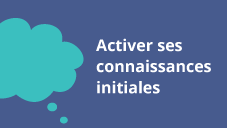 Activer ses
connaissances
initiales